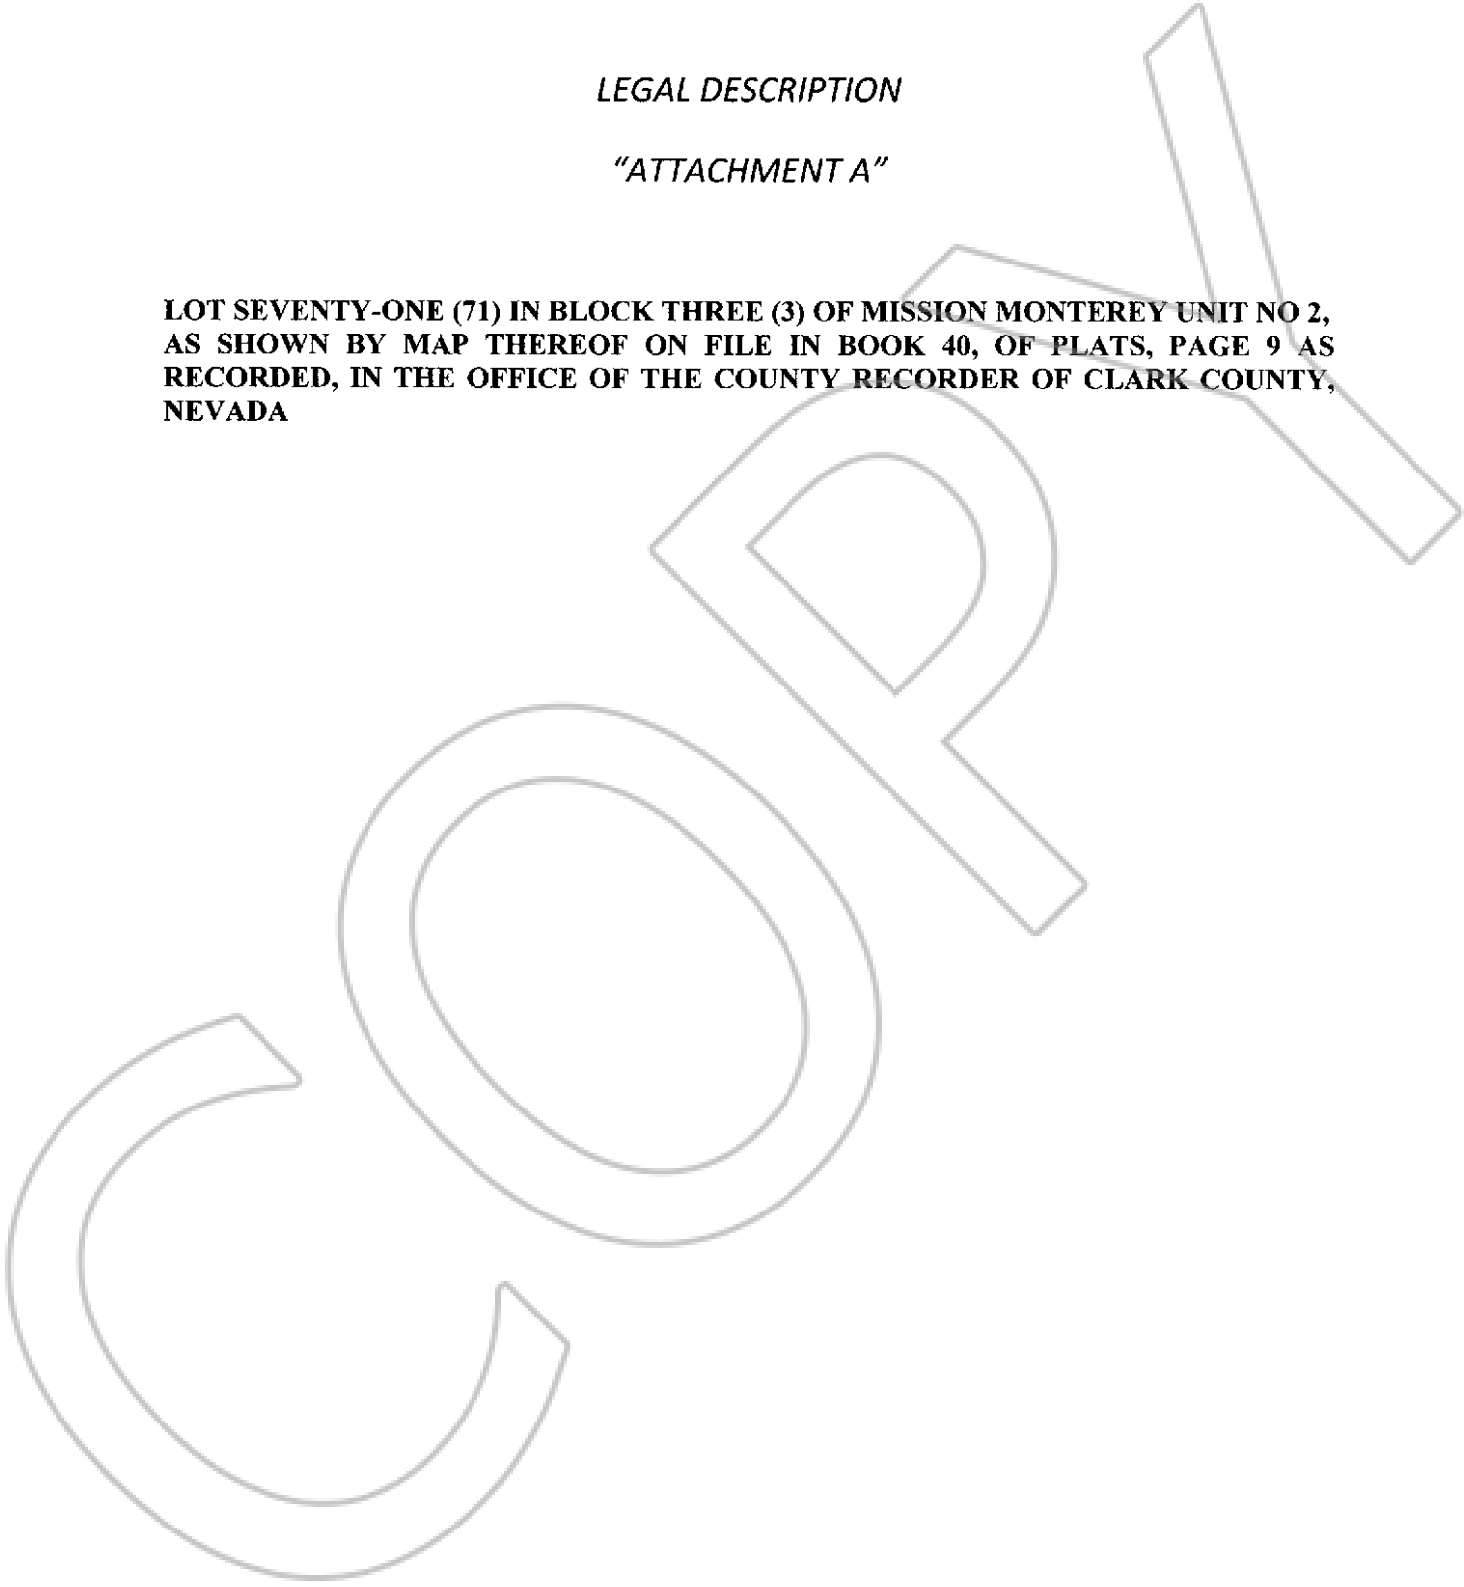 LEGAL DESCRIPTION
“ATTACHMENT A”
LOT SEVENTY-ONE (71) IN BLOCK THREE (3) OF MISSION MONTEREY UNIT NO 2,
AS SHOWN BY MAP THEREOF ON FILE IN BOOK 40, OF PLATS, PAGE 9 AS
RECORDED, IN THE OFFICE OF THE COUNTY RECORDER OF CLARK COUNTY,
NEVADA
COPY